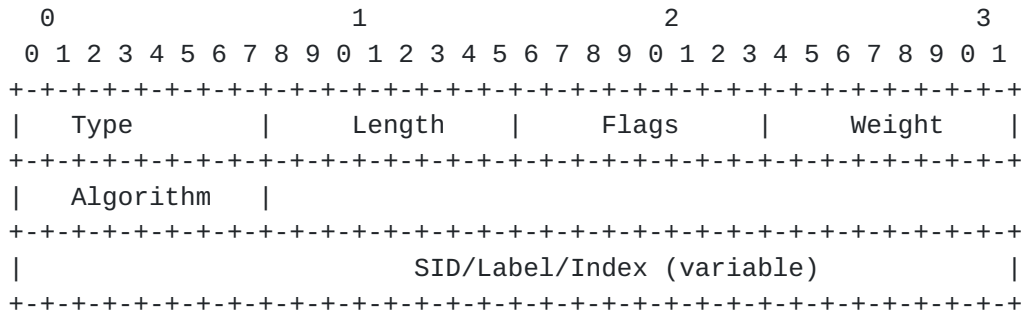 0                   1                   2                   3
 0 1 2 3 4 5 6 7 8 9 0 1 2 3 4 5 6 7 8 9 0 1 2 3 4 5 6 7 8 9 0 1
+-+-+-+-+-+-+-+-+-+-+-+-+-+-+-+-+-+-+-+-+-+-+-+-+-+-+-+-+-+-+-+-+
|   Type        |     Length    |     Flags     |     Weight    |
+-+-+-+-+-+-+-+-+-+-+-+-+-+-+-+-+-+-+-+-+-+-+-+-+-+-+-+-+-+-+-+-+
|   Algorithm   |
+-+-+-+-+-+-+-+-+-+-+-+-+-+-+-+-+-+-+-+-+-+-+-+-+-+-+-+-+-+-+-+-+
|                         SID/Label/Index (variable)            |
+-+-+-+-+-+-+-+-+-+-+-+-+-+-+-+-+-+-+-+-+-+-+-+-+-+-+-+-+-+-+-+-+